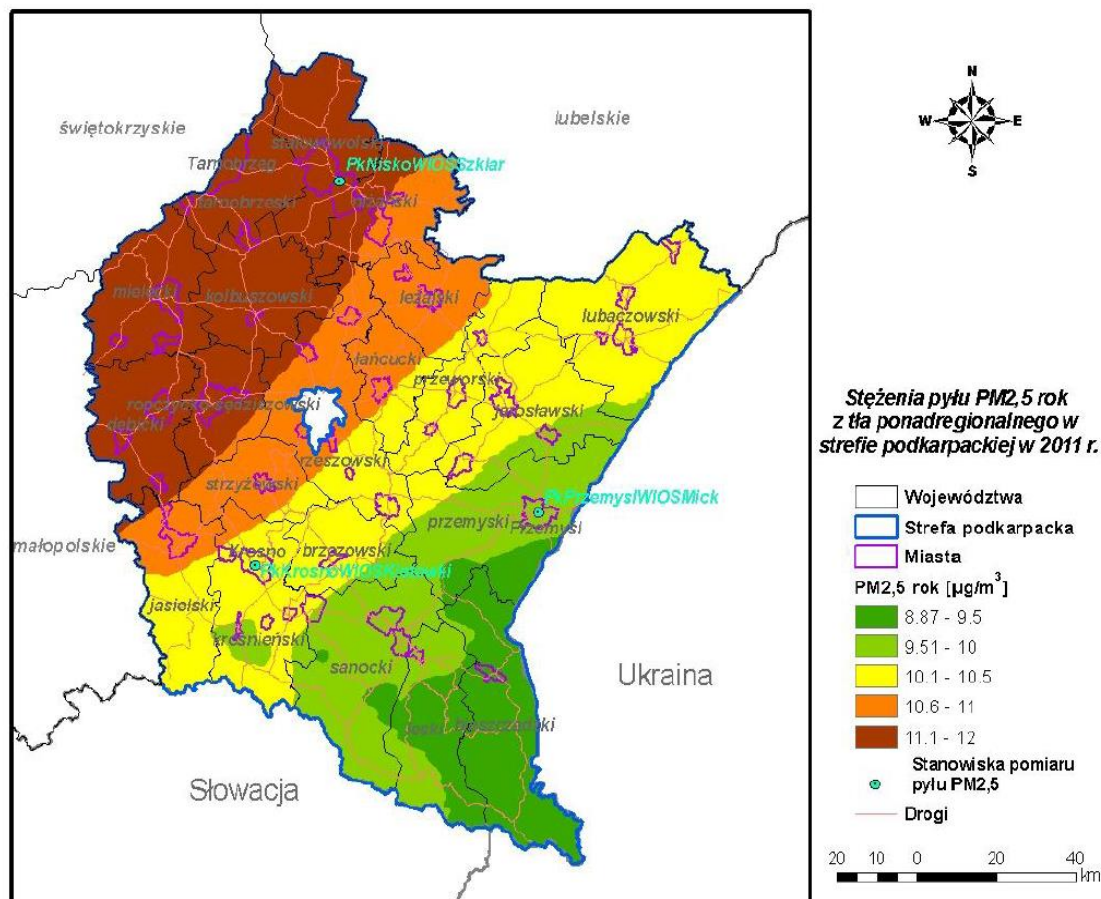 świętokrzyskie
lubelskie
stalowowolski
Tarnobrzeg
PkNiskoWIOSSzklar
tarnobrzeski
niżański
mielecki
kolbuszowski
leżajski
lubaczowski
łańcucki
przeworski
ropczycko-sędziszowski
jarosławski
dębicki
rzeszowski
strzyżowski
PkPrzemyslWIOSMick
przemyski
Przemyśl
małopolskie
Krosno
brzozowski
jasielski
krośnieński
sanocki
Ukraina
leski
bieszczadzki
Słowacja
N
W
E
S
Stężenia pyłu PM2,5 rok
z tła ponadregionalnego w
strefie podkarpackiej w 2011 r.
Województwa
Strefa podkarpacka
Miasta
PM2,5 rok [µg/m³]
8.87 - 9.5
9.51 - 10
10.1 - 10.5
10.6 - 11
11.1 - 12
Stanowiska pomiaru
pyłu PM2,5
Drogi
20 10 0 20 40
km